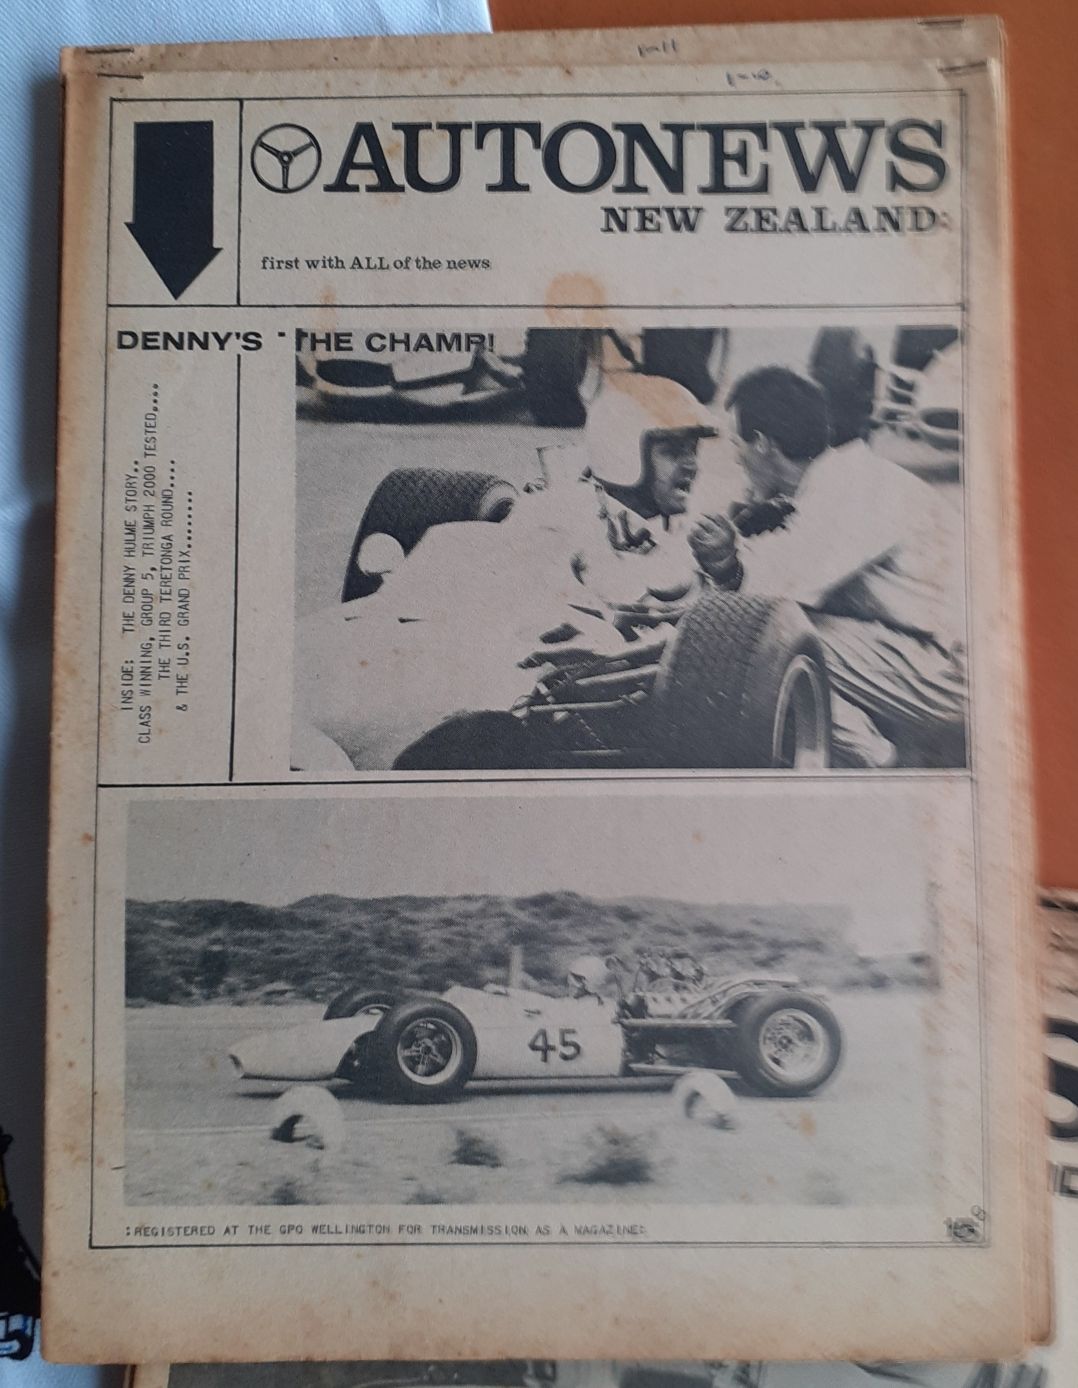 AUTONEWS
NEW ZEALAND
first with ALL of the news
DENNY'S THE CHAMP!
INSIDE: THE DENNY HULME STORY..
CLASS WINNING, GROUP 5, TRIUMPH 2000 TESTED,...
THE THIRD TERETONGA ROUND....
& THE U.S. GRAND PRIX........
45
:REGISTERED AT THE GPO WELLINGTON FOR TRANSMISSION AS A MAGAZINE: